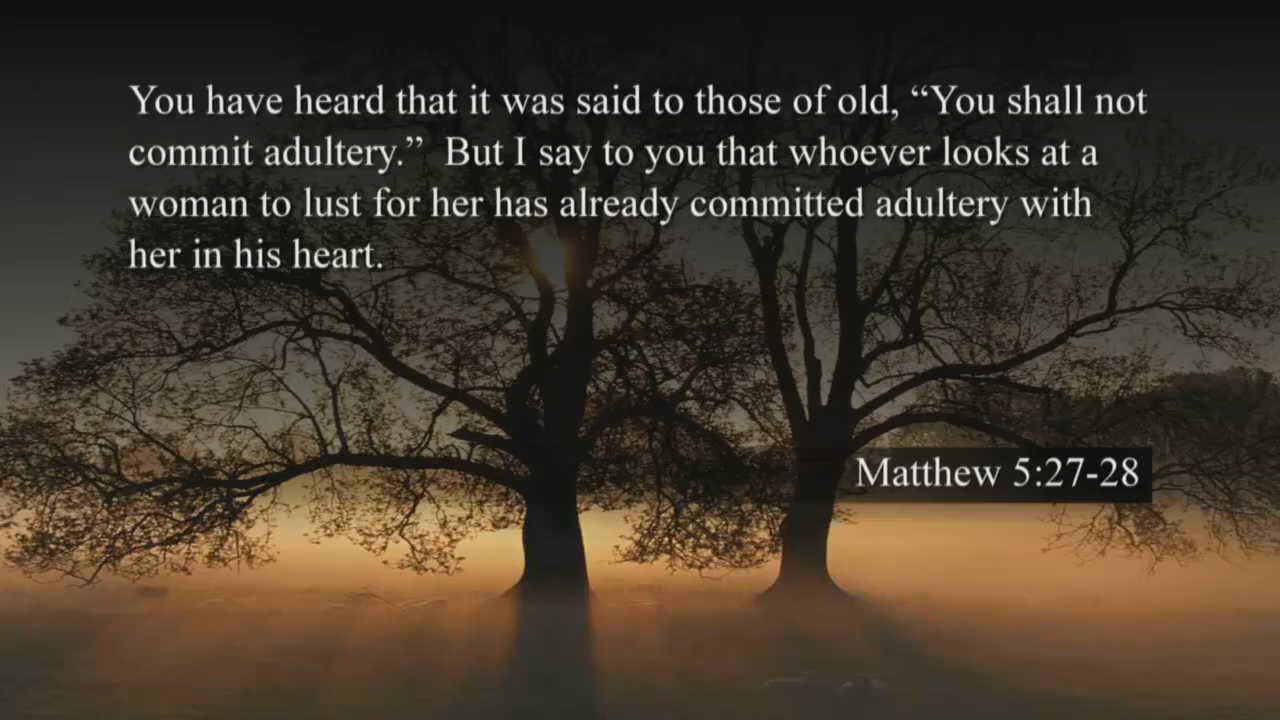 You have heard that it was said to those of old, “You shall not
commit adultery.”  But I say to you that whoever looks at a
woman to lust for her has already committed adultery with
her in his heart.
Matthew 5:27-28